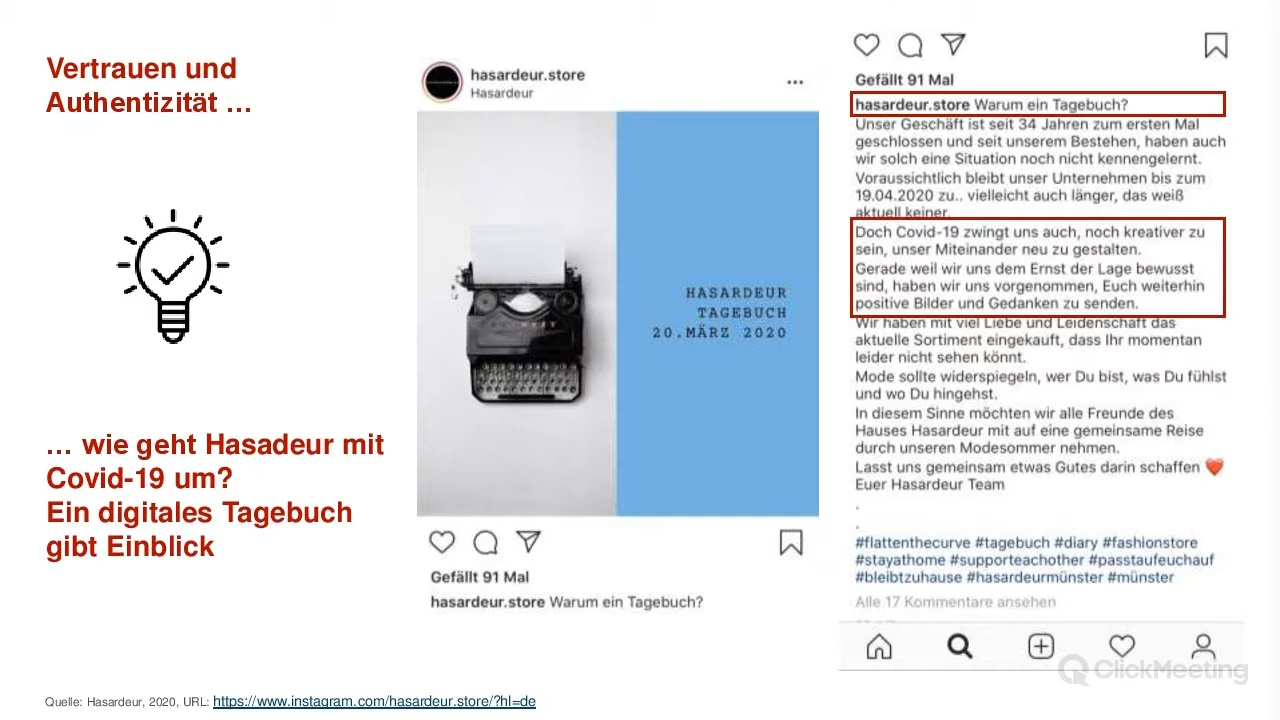 Vertrauen und
Authentizität ...
... wie geht Hasadeur mit
Covid-19 um?
Ein digitales Tagebuch
gibt Einblick
hasardeur.store
Hasardeur
HASARDEUR
TAGEBUCH
20.MÄRZ 2020
Gefällt 91 Mal
hasardeur.store Warum ein Tagebuch?
Gefällt 91 Mal
hasardeur.store Warum ein Tagebuch?
Unser Geschäft ist seit 34 Jahren zum ersten Mal
geschlossen und seit unserem Bestehen, haben auch
wir solch eine Situation noch nicht kennengelernt.
Voraussichtlich bleibt unser Unternehmen bis zum
19.04.2020 zu.. vielleicht auch länger, das weiß
aktuell keiner.
Doch Covid-19 zwingt uns auch, noch kreativer zu
sein, unser Miteinander neu zu gestalten.
Gerade weil wir uns dem Ernst der Lage bewusst
sind, haben wir uns vorgenommen, Euch weiterhin
positive Bilder und Gedanken zu senden.
Wir haben mit viel Liebe und Leidenschaft das
aktuelle Sortiment eingekauft, dass Ihr momentan
leider nicht sehen könnt.
Mode sollte widerspiegeln, wer Du bist, was Du fühlst
und wo Du hingehst.
In diesem Sinne möchten wir alle Freunde des
Hauses Hasardeur mit auf eine gemeinsame Reise
durch unseren Modesommer nehmen.
Lasst uns gemeinsam etwas Gutes darin schaffen ❤️
Euer Hasardeur Team
.
.
#flattenthecurve #tagebuch #diary #fashionstore
#stayathome #supporteachother #passtaufeuchauf
#bleibtzuhause #hasardeurmünster #münster
Alle 17 Kommentare ansehen
ClickMeeting
Quelle: Hasardeur, 2020, URL: https://www.instagram.com/hasardeur.store/?hl=de